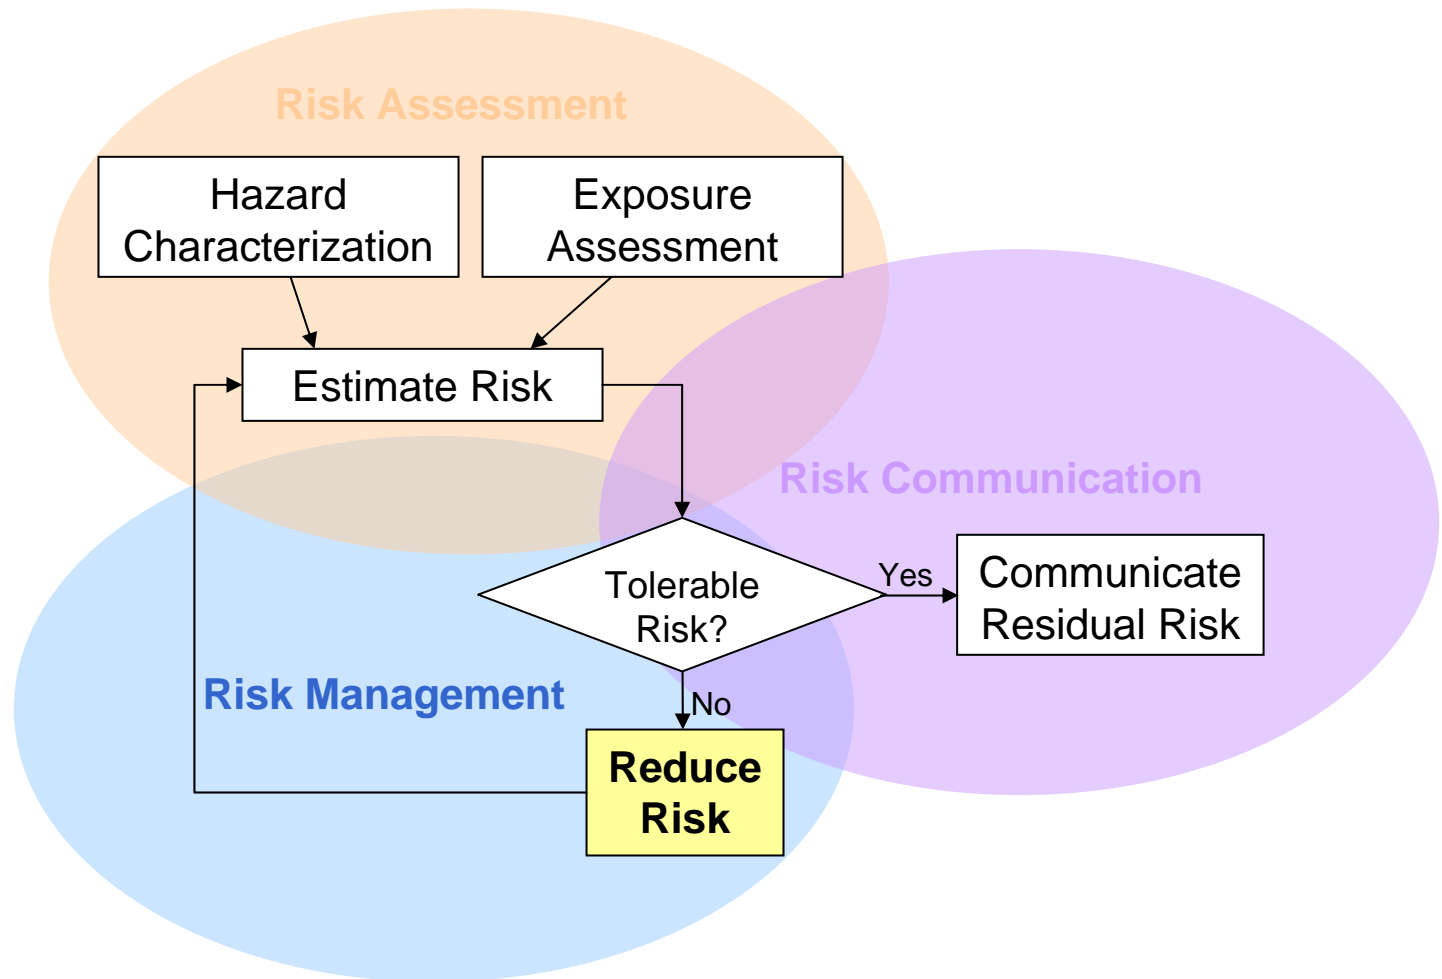 Risk Assessment
Hazard
Characterization
Exposure
Assessment
Estimate Risk
Risk Communication
Tolerable
Risk?
Yes
Communicate
Residual Risk
Risk Management
No
Reduce
Risk